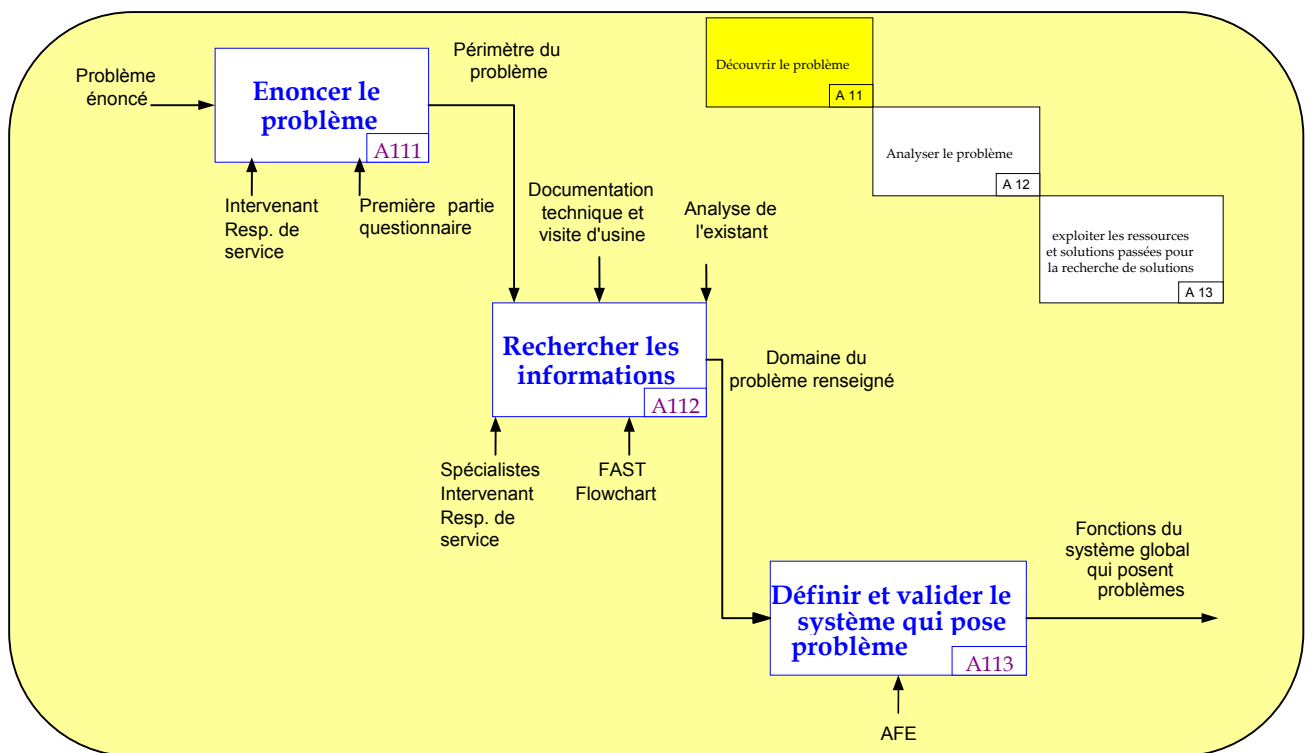 Problème
énoncé
Enoncer le
problème
A111
Périmètre du
problème
Intervenant
Resp. de
service
Première partie
questionnaire
Découvrir le problème
A 11
Analyser le problème
A 12
exploiter les ressources
et solutions passées pour
la recherche de solutions
A 13
Documentation
technique et
visite d'usine
Analyse de
l'existant
Rechercher les
informations
A112
Domaine du
problème renseigné
Spécialistes
Intervenant
Resp. de
service
FAST
Flowchart
Définir et valider le
système qui pose
problème
A113
Fonctions du
système global
qui posent
problèmes
AFE